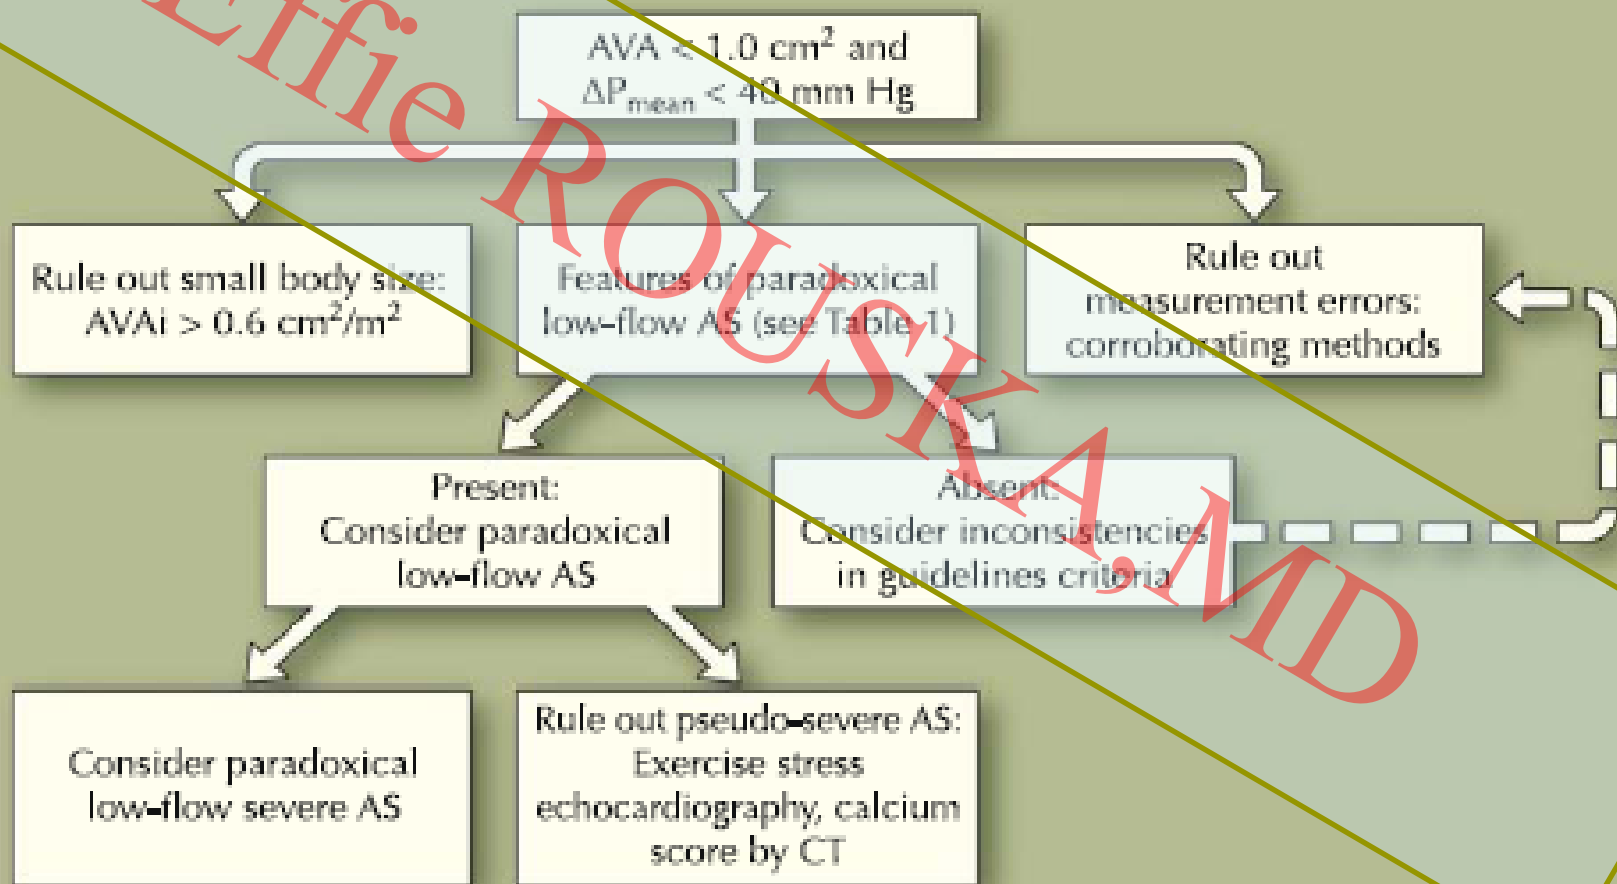 AVA < 1.0 cm² and
ΔPmean < 40 mm Hg
Rule out small body size:
AVAi > 0.6 cm²/m²
Features of paradoxical
low-flow AS (see Table 1)
Rule out
measurement errors:
corroborating methods
Present:
Consider paradoxical
low-flow AS
Absent:
Consider inconsistencies
in guidelines criteria
Consider paradoxical
low-flow severe AS
Rule out pseudo-severe AS:
Exercise stress
echocardiography, calcium
score by CT
Effie ROUSKA,MD